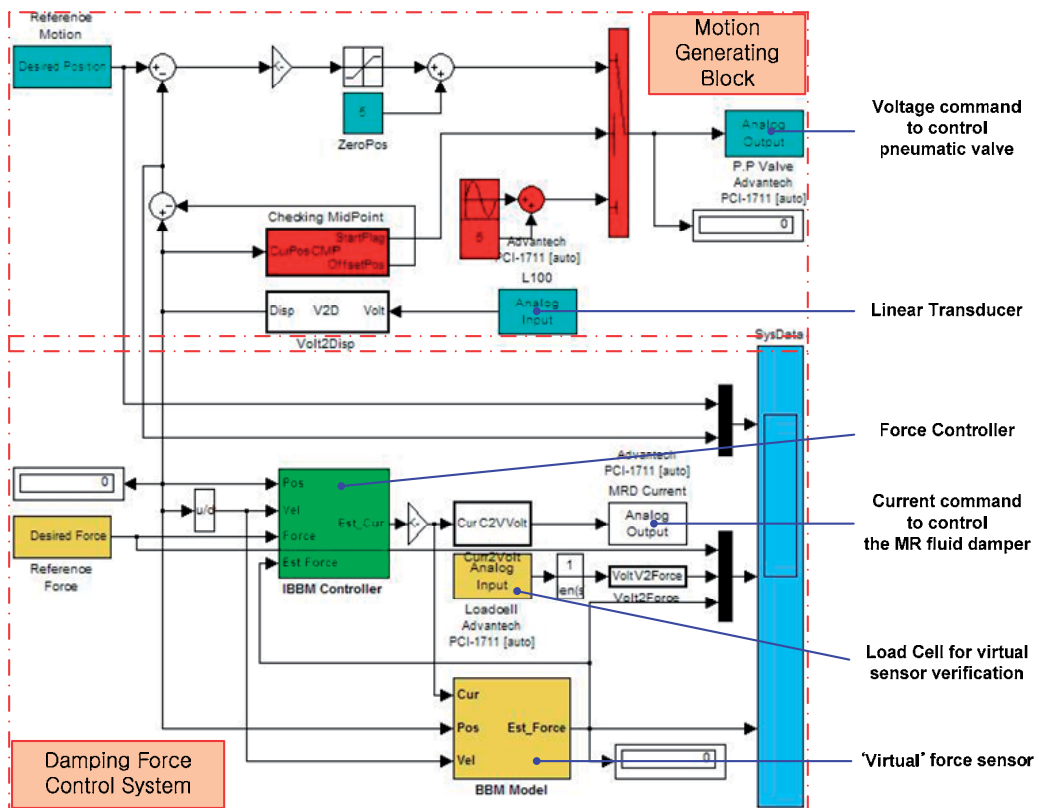 Reference
Motion
Desired Position
5
ZeroPos
Motion
Generating
Block
Analog
Output
P.P Valve
Advantech
PCI-1711 [auto]
0
Voltage command
to control
pneumatic valve
Checking MidPoint
CurPosCMP
StartFlag
OffsetPos
5
Advantech
PCI-1711 [auto]
L100
Analog
Input
Disp V2D Volt
Volt2Disp
Linear Transducer
SysData
Force Controller
0
Desired Force
Reference
Force
u/d
Pos
Vel
Force
Est Force
Est_Cur
IBBM Controller
Cur C2V Volt
Curr2Volt
Advantech
PCI-1711 [auto]
MRD Current
Analog
Output
Current command
to control
the MR fluid damper
Analog
Input
Loadcell
Advantech
PCI-1711 [auto]
1
en(s
Volt V2Force
Volt2Force
Load Cell for virtual
sensor verification
Cur
Pos
Vel
Est_Force
BBM Model
0
'Virtual' force sensor
Damping Force
Control System